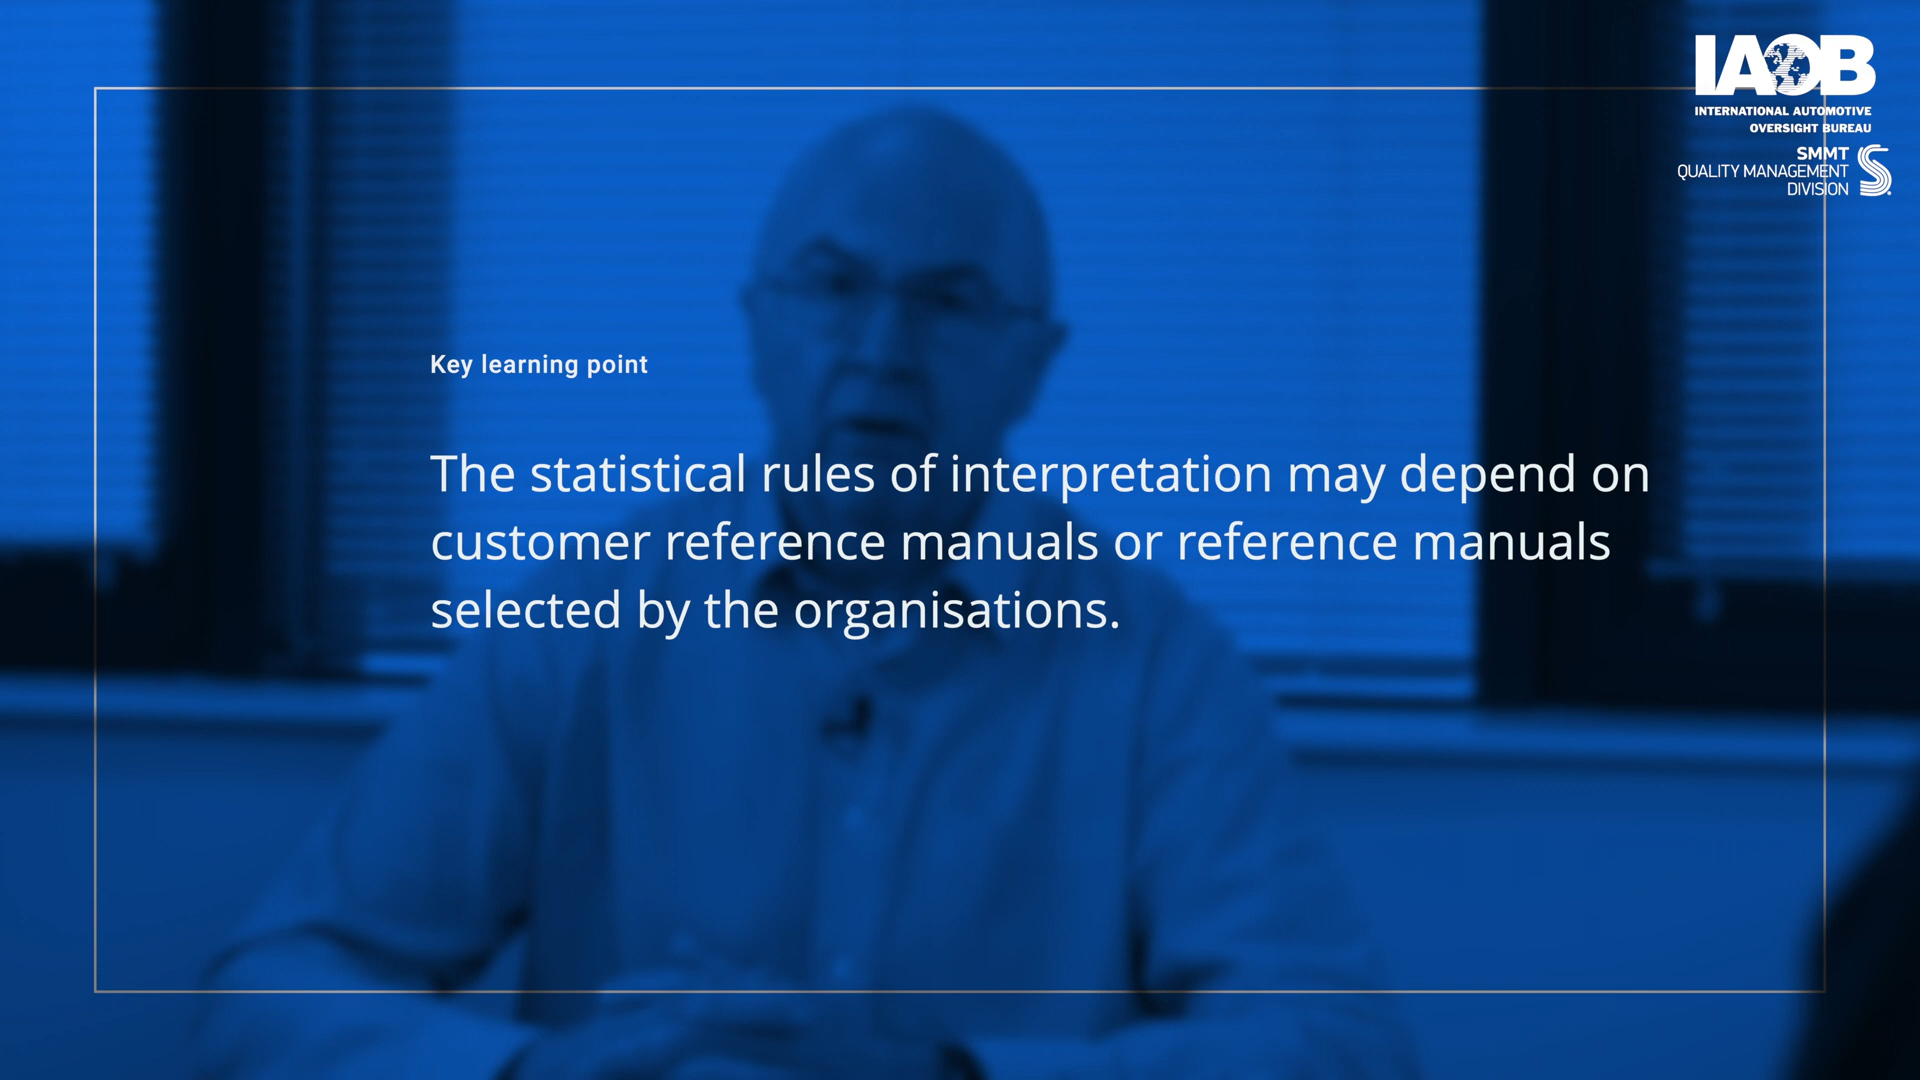 IAOB
INTERNATIONAL AUTOMOTIVE
OVERSIGHT BUREAU
SMMT
QUALITY MANAGEMENT
DIVISION
Key learning point
The statistical rules of interpretation may depend on
customer reference manuals or reference manuals
selected by the organisations.